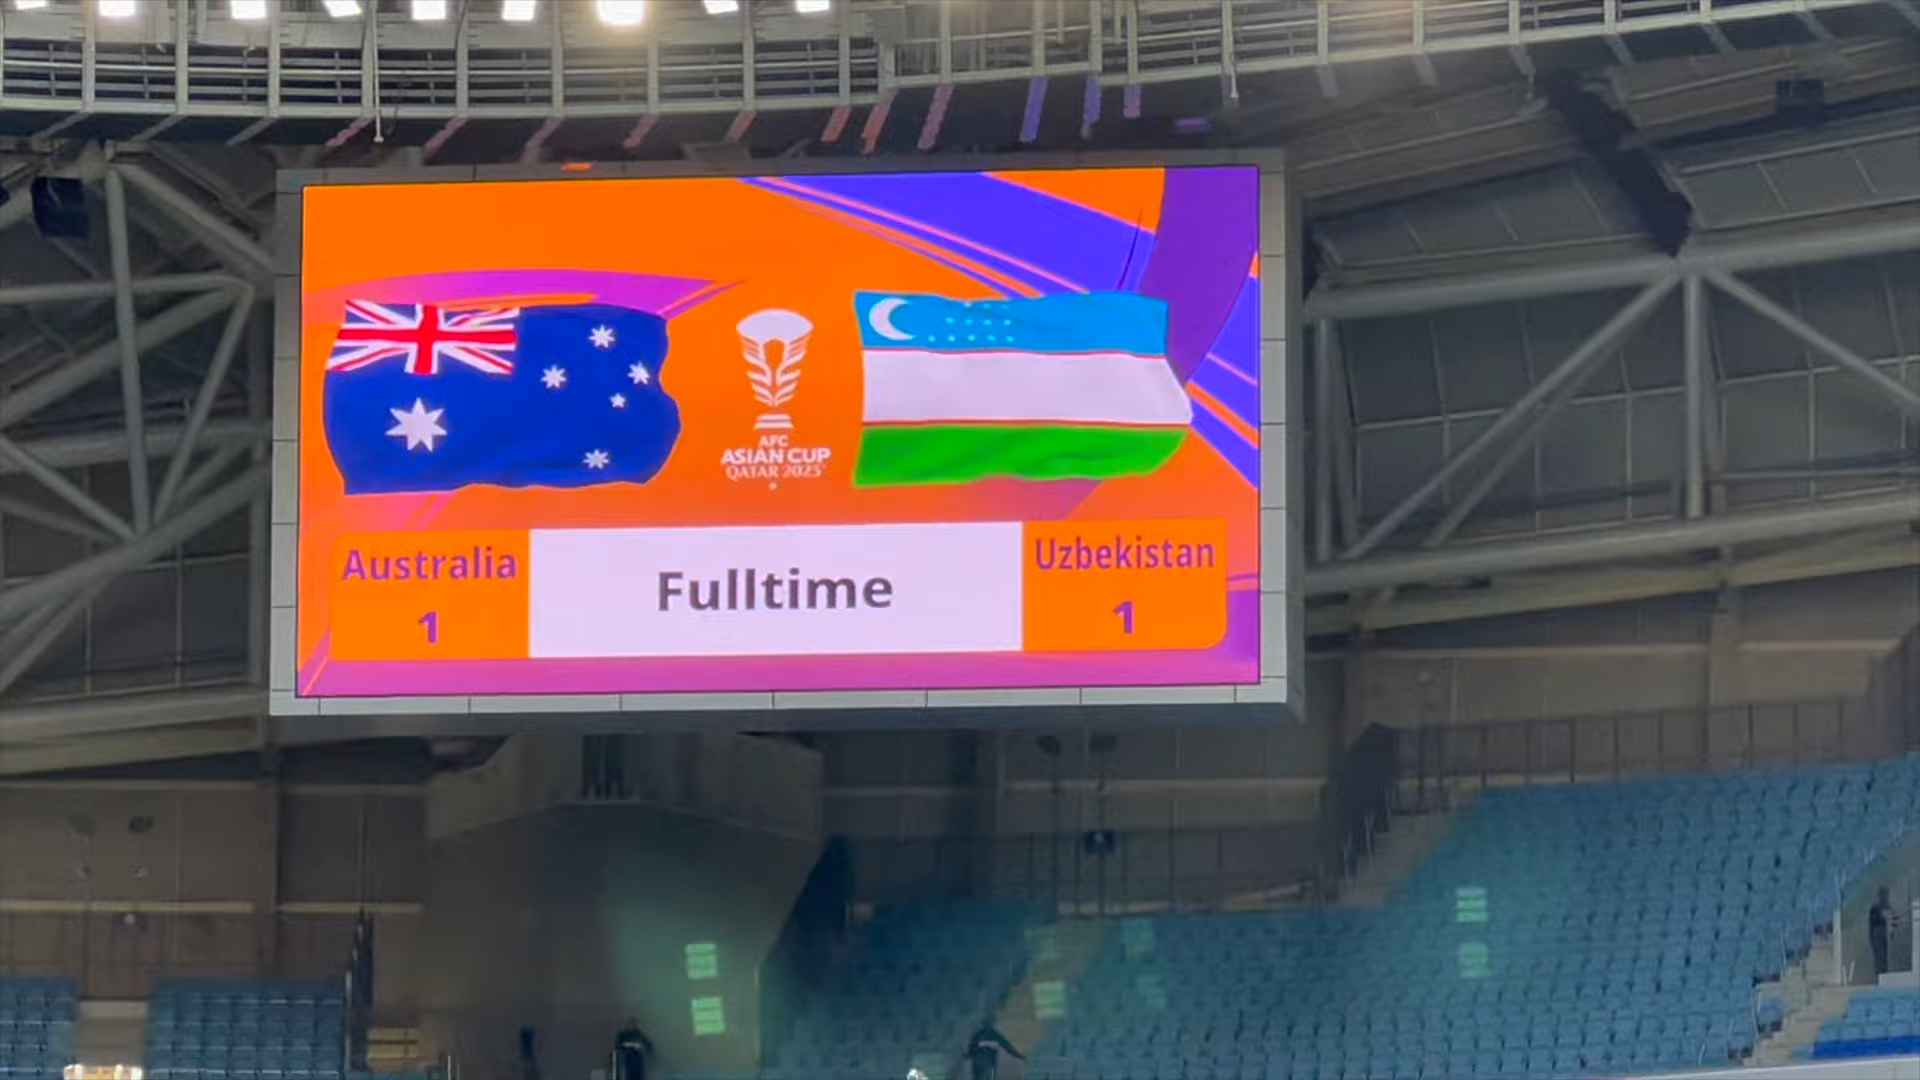 AFC
ASIAN CUP
QATAR 2023
Australia
1
Fulltime
Uzbekistan
1